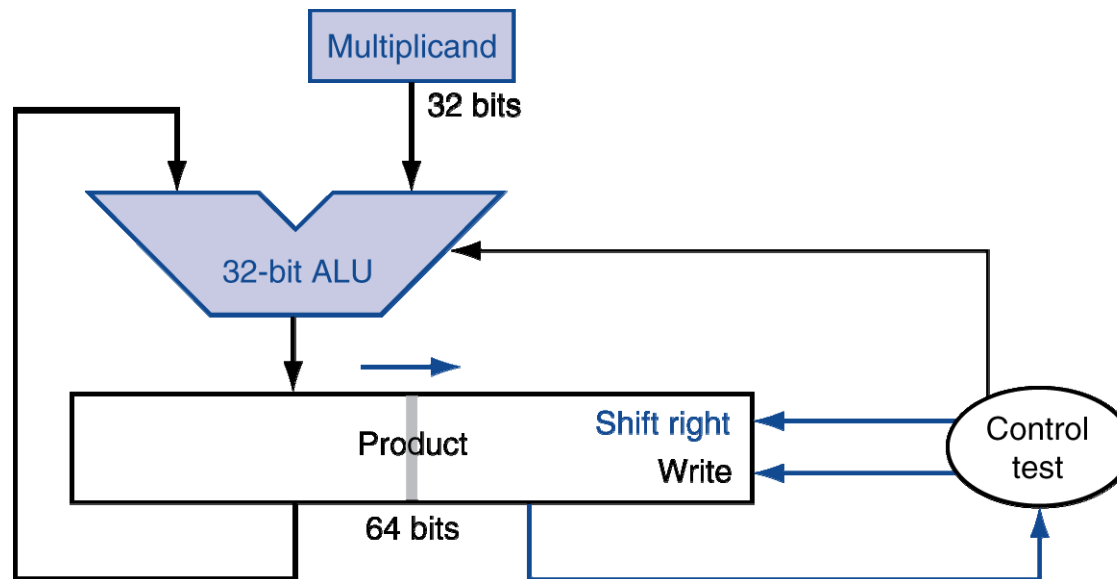 Multiplicand
32 bits
32-bit ALU
Product
Shift right
Write
64 bits
Control
test